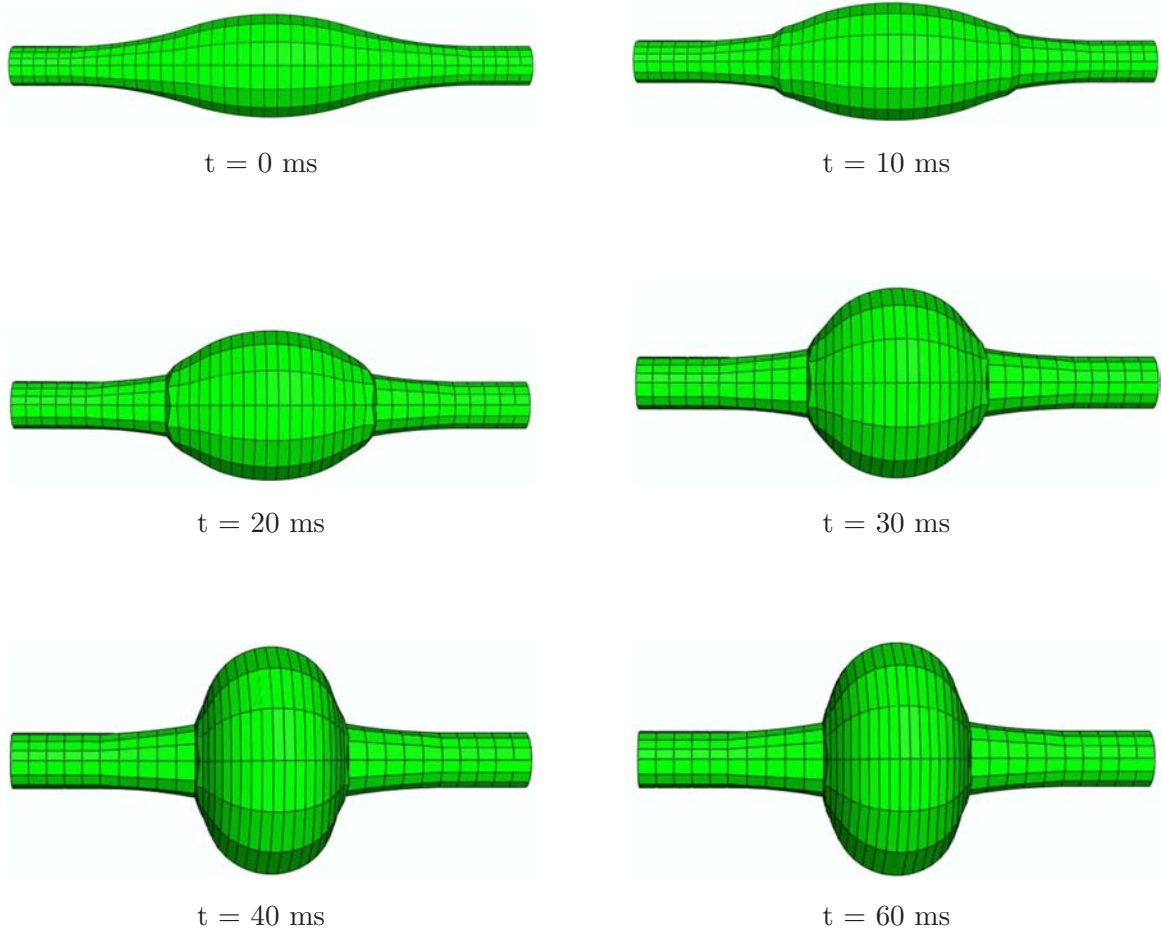 t = 0 ms
t = 10 ms
t = 20 ms
t = 30 ms
t = 40 ms
t = 60 ms